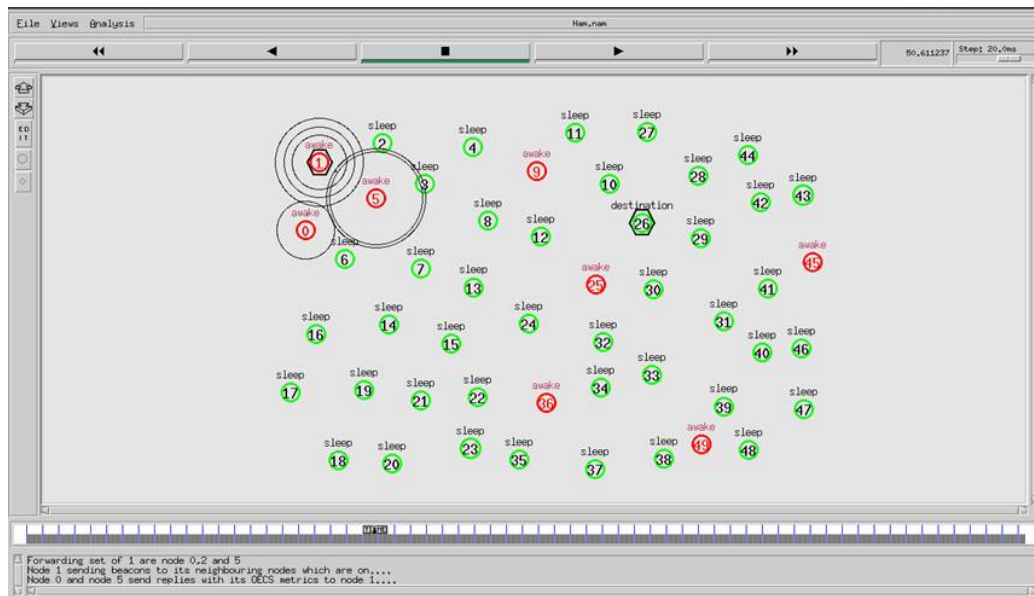 File Views Analysis Nam.nam
50.611237 Step: 20.0ms
ED
IT
sleep sleep sleep sleep
2 4 11 27
awake awake sleep
1 9 44
sleep sleep sleep sleep
3 10 28 43
awake sleep
5 42
destination
26
awake sleep sleep sleep
0 8 12 29
sleep sleep awake
6 7 45
sleep awake sleep sleep
13 25 30 41
sleep sleep sleep sleep
16 14 24 31
sleep sleep sleep sleep
15 32 40 46
sleep sleep sleep sleep
17 19 34 33
sleep sleep awake sleep sleep
21 22 36 39 47
sleep sleep sleep sleep
18 20 23 35
sleep sleep awake sleep
37 38 49 48
Forwarding set of 1 are node 0,2 and 5
Node 1 sending beacons to its neighbouring nodes which are on....
Node 0 and node 5 send replies with its OECS metrics to node 1....